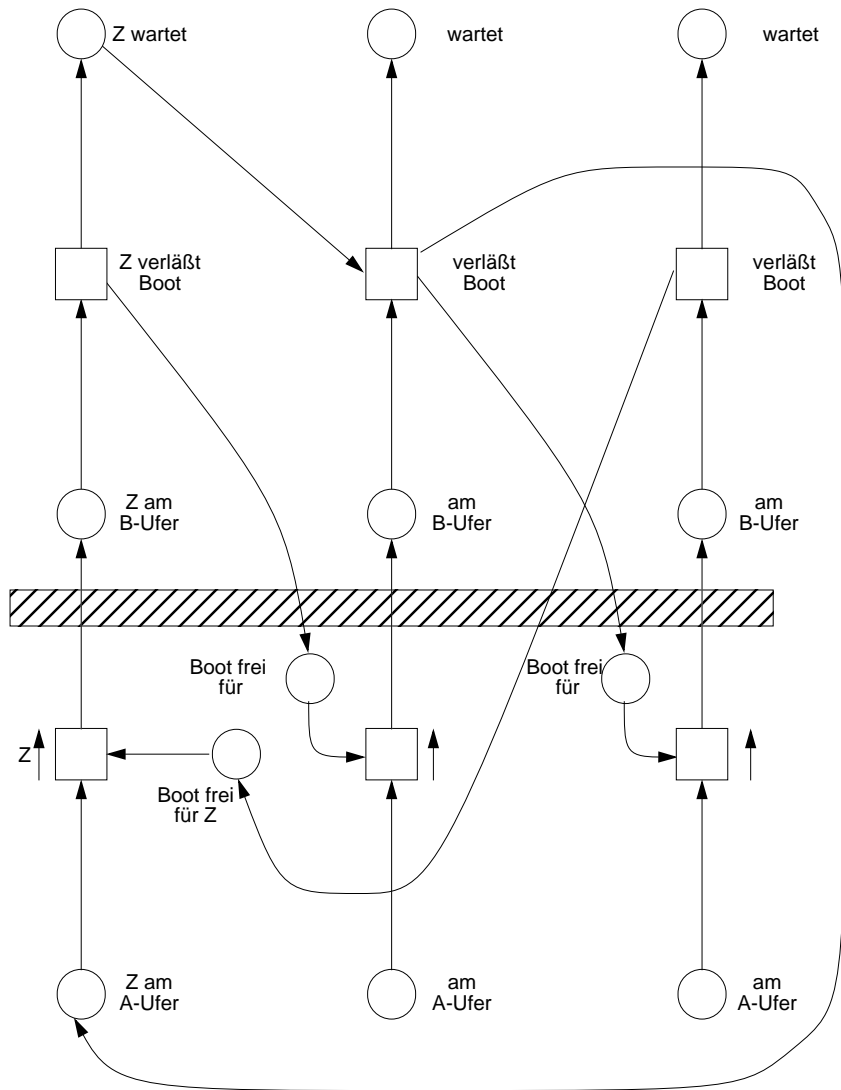 Z wartet
wartet
wartet
Z verläßt
Boot
verläßt
Boot
verläßt
Boot
Z am
B-Ufer
am
B-Ufer
am
B-Ufer
Boot frei
für
Boot frei
für
Z
Boot frei
für Z
Z am
A-Ufer
am
A-Ufer
am
A-Ufer